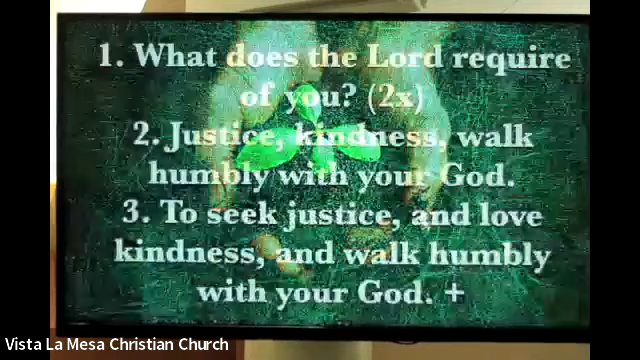 1. What does the Lord require
of you? (2x)
2. Justice, kindness, walk
humbly with your God.
3. To seek justice, and love
kindness, and walk humbly
with your God. +
Vista La Mesa Christian Church